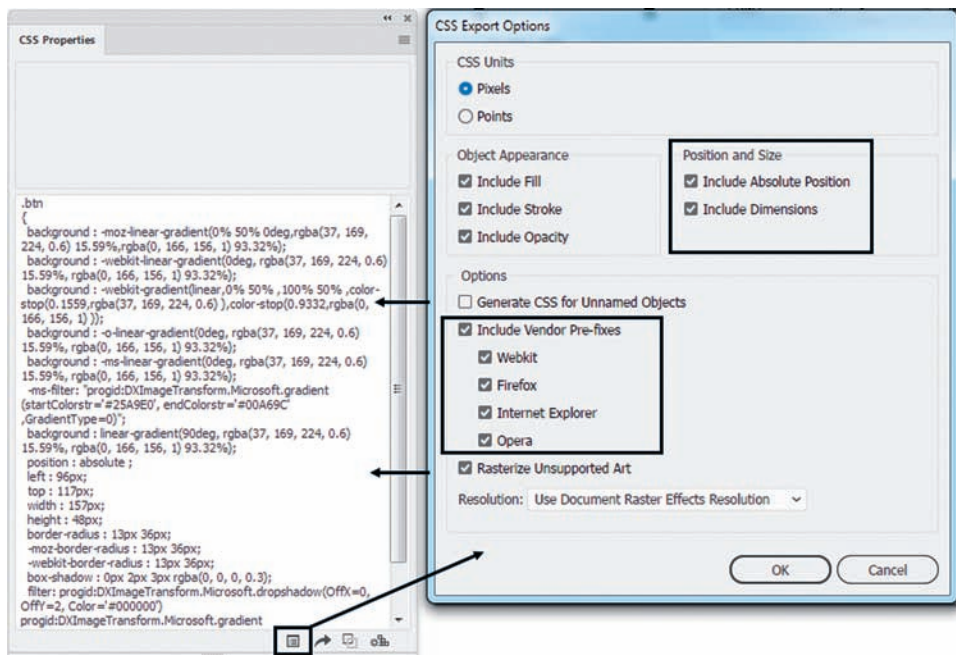 CSS Properties
.btn
{
background : -moz-linear-gradient(0% 50% 0deg,rgba(37, 169,
224, 0.6) 15.59%,rgba(0, 166, 156, 1) 93.32%);
background : -webkit-linear-gradient(0deg, rgba(37, 169, 224, 0.6)
15.59%, rgba(0, 166, 156, 1) 93.32%);
background : -webkit-gradient(linear,0% 50% ,100% 50% ,color-
stop(0.1559,rgba(37, 169, 224, 0.6) ),color-stop(0.9332,rgba(0,
166, 156, 1) ));
background : -o-linear-gradient(0deg, rgba(37, 169, 224, 0.6)
15.59%, rgba(0, 166, 156, 1) 93.32%);
background : -ms-linear-gradient(0deg, rgba(37, 169, 224, 0.6)
15.59%, rgba(0, 166, 156, 1) 93.32%);
-ms-filter: "progid:DXImageTransform.Microsoft.gradient
(startColorstr='#25A9E0', endColorstr='#00A69C'
,GradientType=0)";
background : linear-gradient(90deg, rgba(37, 169, 224, 0.6)
15.59%, rgba(0, 166, 156, 1) 93.32%);
position : absolute ;
left : 96px;
top : 117px;
width : 157px;
height : 48px;
border-radius : 13px 36px;
-moz-border-radius : 13px 36px;
-webkit-border-radius : 13px 36px;
box-shadow : 0px 2px 3px rgba(0, 0, 0, 0.3);
filter: progid:DXImageTransform.Microsoft.dropshadow(OffX=0,
OffY=2, Color='#000000')
progid:DXImageTransform.Microsoft.gradient
CSS Export Options
CSS Units
Pixels
Points
Object Appearance
Include Fill
Include Stroke
Include Opacity
Position and Size
Include Absolute Position
Include Dimensions
Options
Generate CSS for Unnamed Objects
Include Vendor Pre-fixes
Webkit
Firefox
Internet Explorer
Opera
Rasterize Unsupported Art
Resolution: Use Document Raster Effects Resolution
OK Cancel